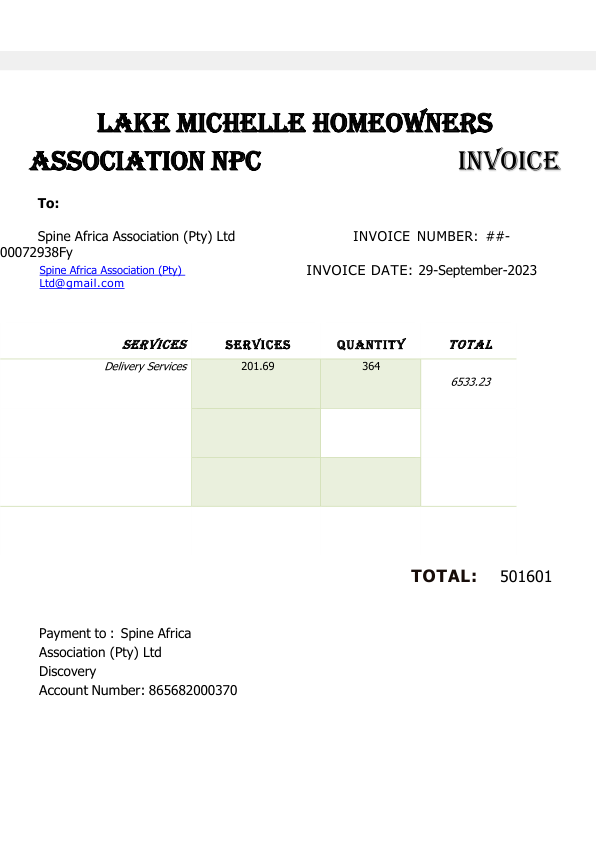 LAKE MICHELLE HOMEOWNERS
ASSOCIATION NPC INVOICE
To:
Spine Africa Association (Pty) Ltd INVOICE NUMBER: ##-
00072938Fy
Spine Africa Association (Pty) INVOICE DATE: 29-September-2023
Ltd@gmail.com
SERVICES SERVICES QUANTITY TOTAL
Delivery Services 201.69 364
6533.23
TOTAL: 501601
Payment to : Spine Africa
Association (Pty) Ltd
Discovery
Account Number: 865682000370